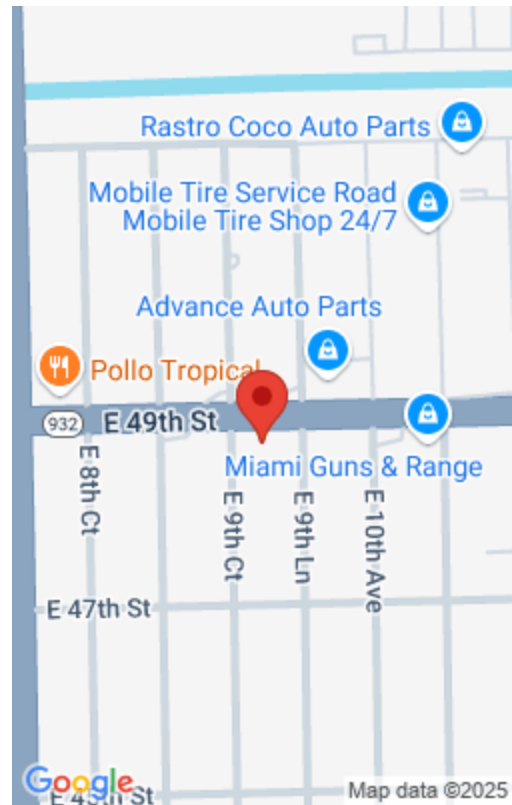 Rastro Coco Auto Parts
Mobile Tire Service Road
Mobile Tire Shop 24/7
Advance Auto Parts
Pollo Tropical
932
E 49th St
Miami Guns & Range
E 8th Ct
E 9th Ct
E 9th Ln
E 10th Ave
E 47th St
Google
E 45th St
Map data ©2025